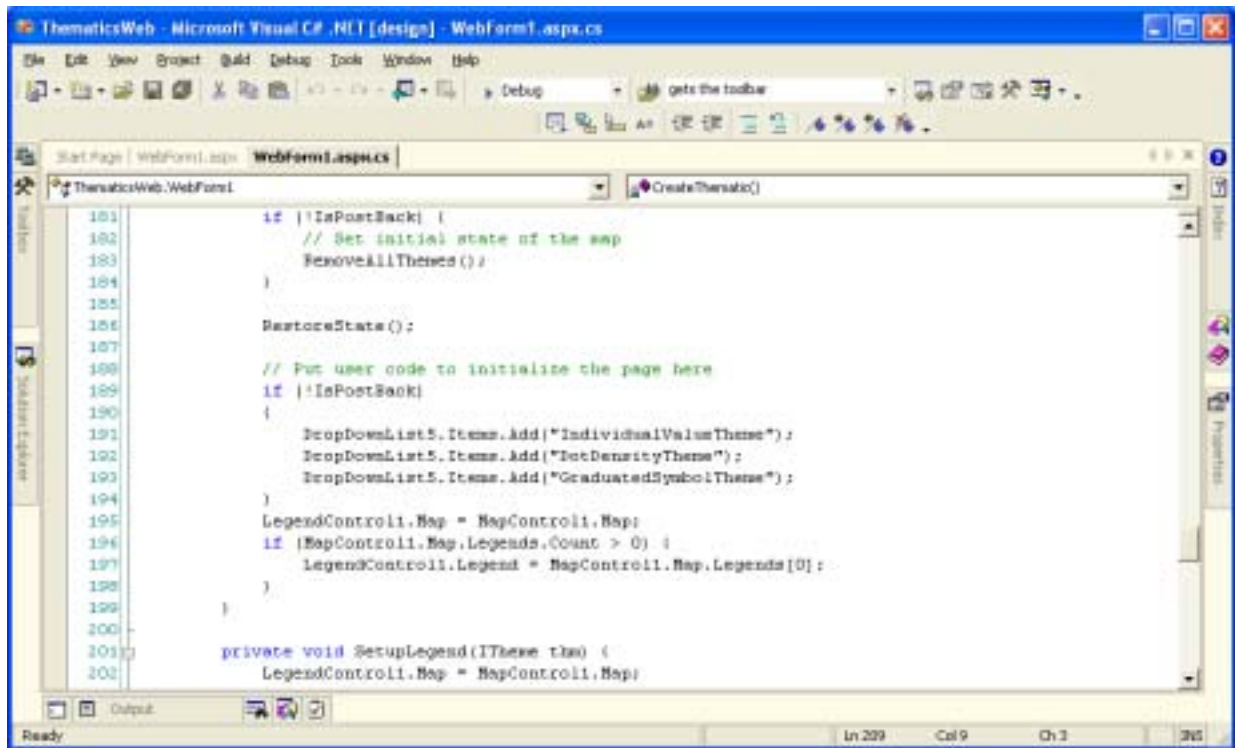 ThematicsWeb - Microsoft Visual C# .NET [design] - WebForm1.aspx.cs
File Edit View Project Build Debug Tools Window Help
Debug gets the toolbar
Start Page | WebForm1.aspx WebForm1.aspx.cs
ThematicsWeb.WebForm1 CreateThematic()
Toolbox
Solution Explorer
Index
Properties
181 if (!IsPostBack) {
182 // Set initial state of the map
183 RemoveAllThemes();
184 }
185
186 RestoreState();
187
188 // Put user code to initialize the page here
189 if (!IsPostBack)
190 {
191 DropDownList5.Items.Add("IndividualValueTheme");
192 DropDownList5.Items.Add("DotDensityTheme");
193 DropDownList5.Items.Add("GraduatedSymbolTheme");
194 }
195 LegendControl1.Map = MapControl1.Map;
196 if (MapControl1.Map.Legends.Count > 0) {
197 LegendControl1.Legend = MapControl1.Map.Legends[0];
198 }
199 }
200
201 private void SetupLegend(ITheme thm) {
202 LegendControl1.Map = MapControl1.Map;
Output
Ready Ln 209 Col 9 Ch 3 INS